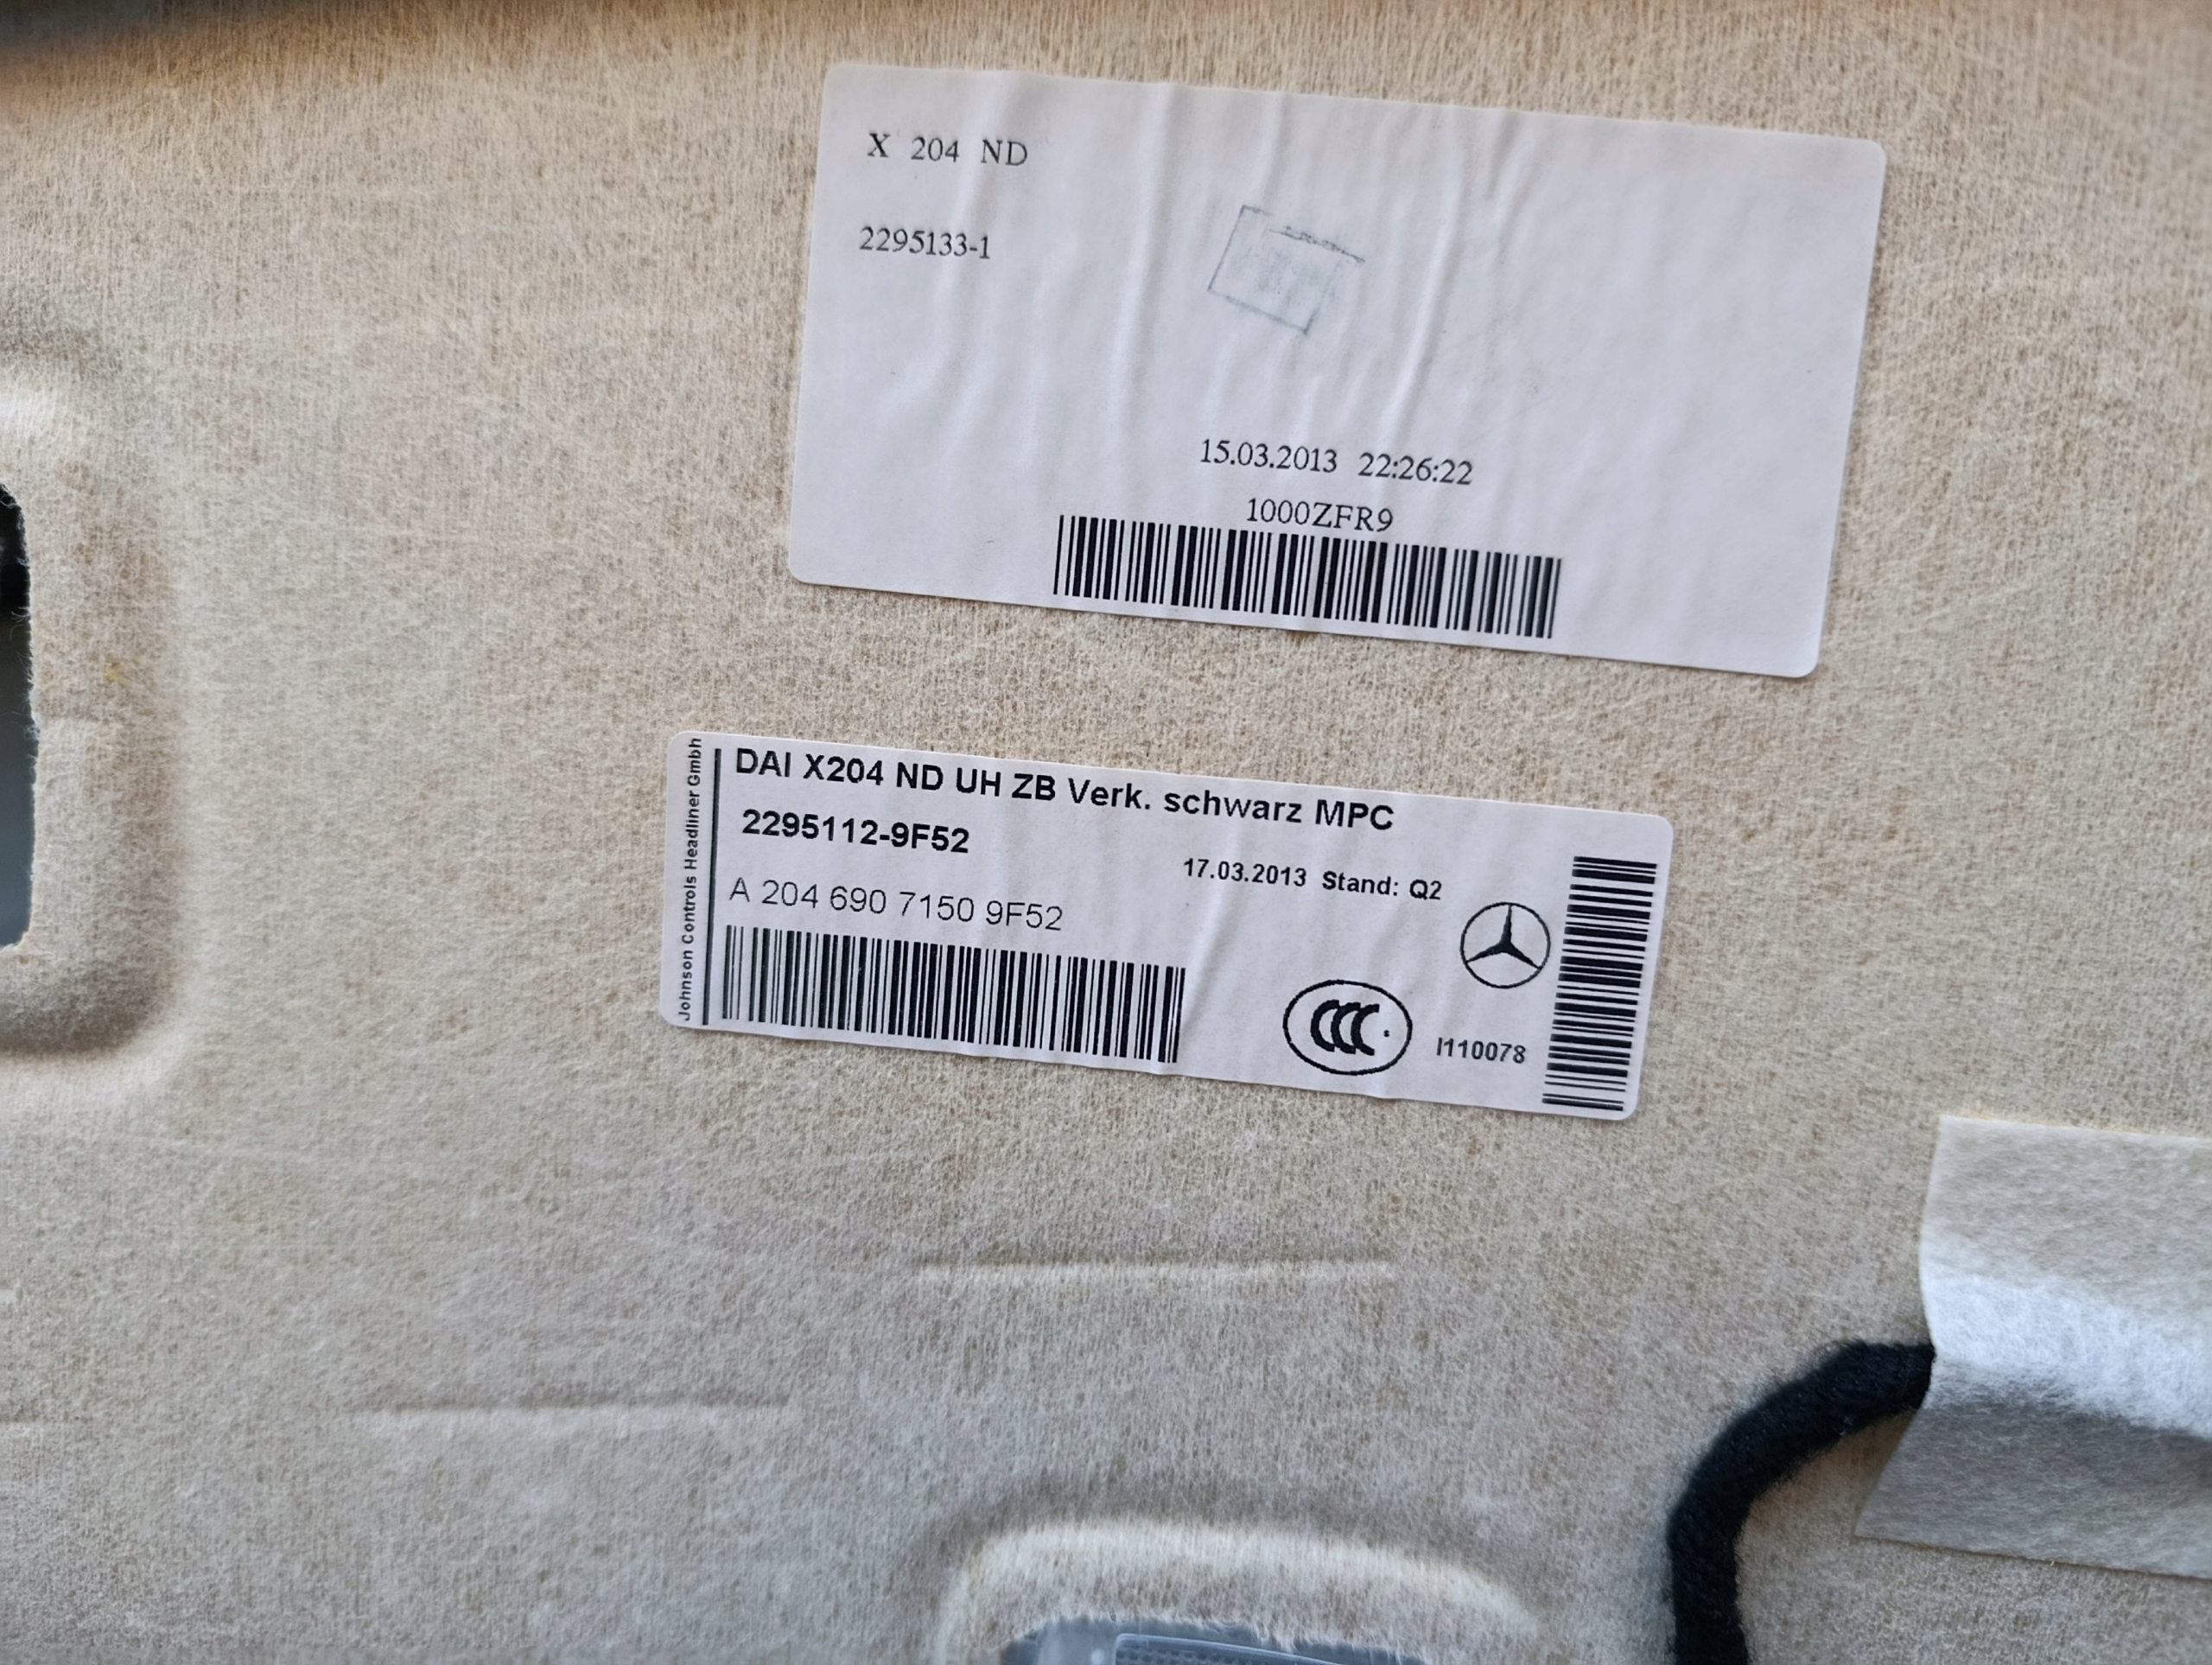 X 204 ND
2295133-1
15.03.2013 22:26:22
1000ZFR9
Johnson Controls Headliner Gmbh
DAI X204 ND UH ZB Verk. schwarz MPC
2295112-9F52
17.03.2013 Stand: Q2
A 204 690 7150 9F52
CCC
I110078